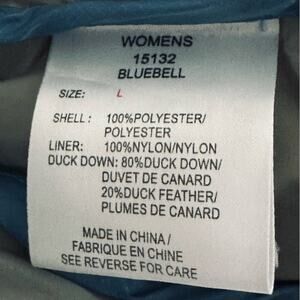 WOMENS
15132
BLUEBELL
SIZE: L
SHELL: 100%POLYESTER/
POLYESTER
LINER: 100%NYLON/NYLON
DUCK DOWN: 80%DUCK DOWN/
DUVET DE CANARD
20%DUCK FEATHER/
PLUMES DE CANARD
MADE IN CHINA/
FABRIQUE EN CHINE
SEE REVERSE FOR CARE